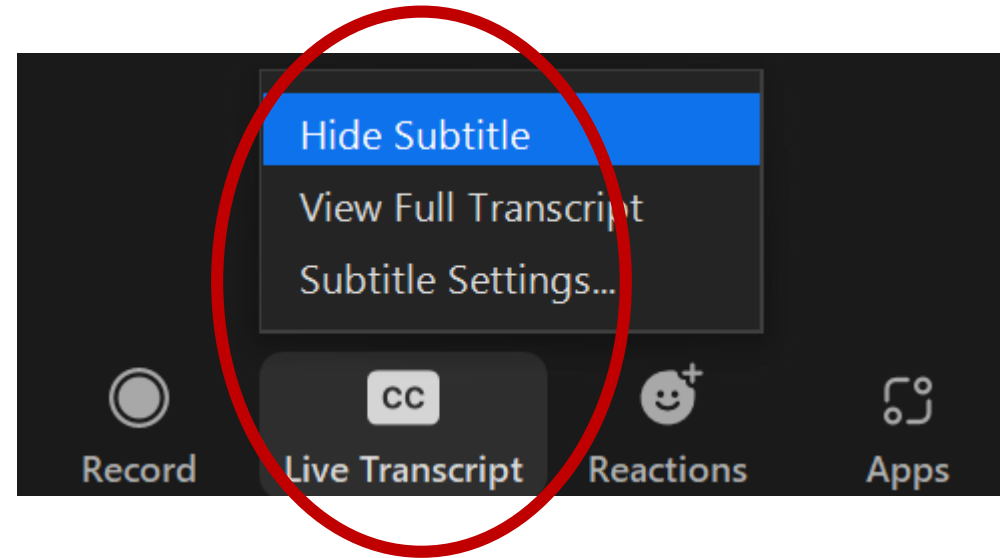 Hide Subtitle
View Full Transcript
Subtitle Settings...
CC
Record Live Transcript Reactions Apps